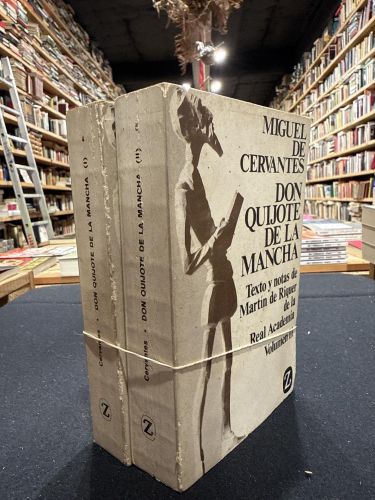 MIGUEL
DE
CERVANTES
DON
QUIJOTE
DE LA
MANCHA
Texto y notas de
Martín de Riquer
de la
Real Academia
Volumen II
Z
Cervantes • DON QUIJOTE DE LA MANCHA (I)
Z
Cervantes • DON QUIJOTE DE LA MANCHA (II)
Z